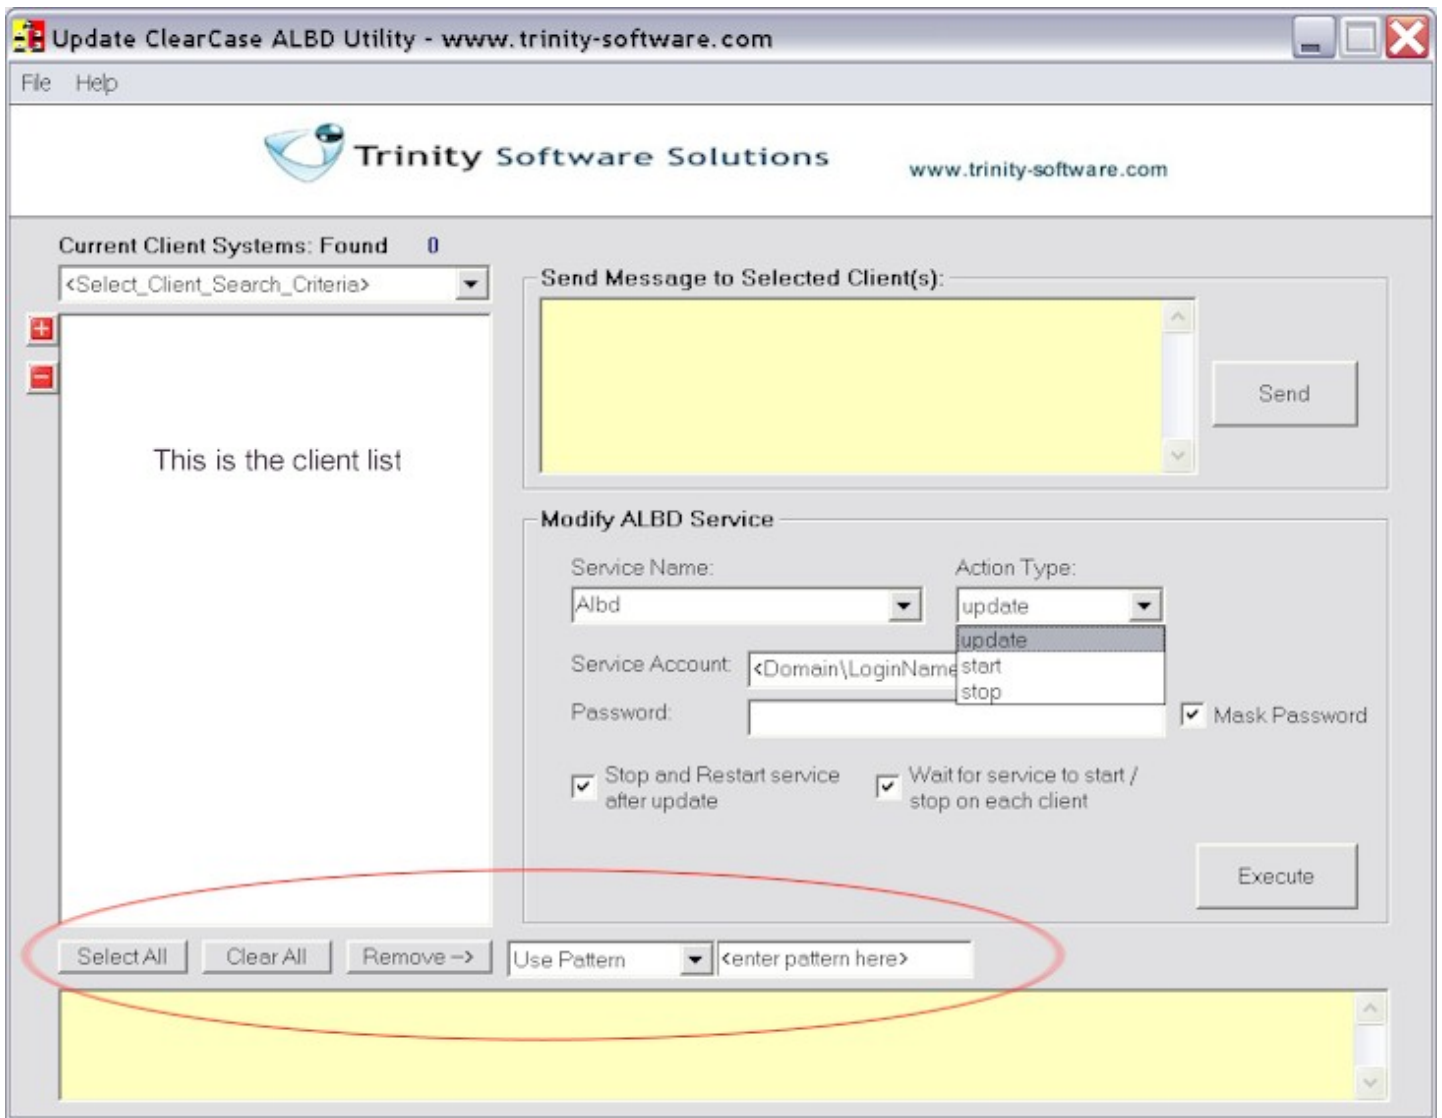 Update ClearCase ALBD Utility - www.trinity-software.com
File Help
Trinity Software Solutions
www.trinity-software.com
Current Client Systems: Found 0
<Select_Client_Search_Criteria>
This is the client list
Send Message to Selected Client(s):
Send
Modify ALBD Service
Service Name:
Action Type:
Albd
update
update
start
stop
Service Account:
<Domain\LoginName
Password:
Mask Password
Stop and Restart service
after update
Wait for service to start /
stop on each client
Execute
Select All
Clear All
Remove ->
Use Pattern
<enter pattern here>